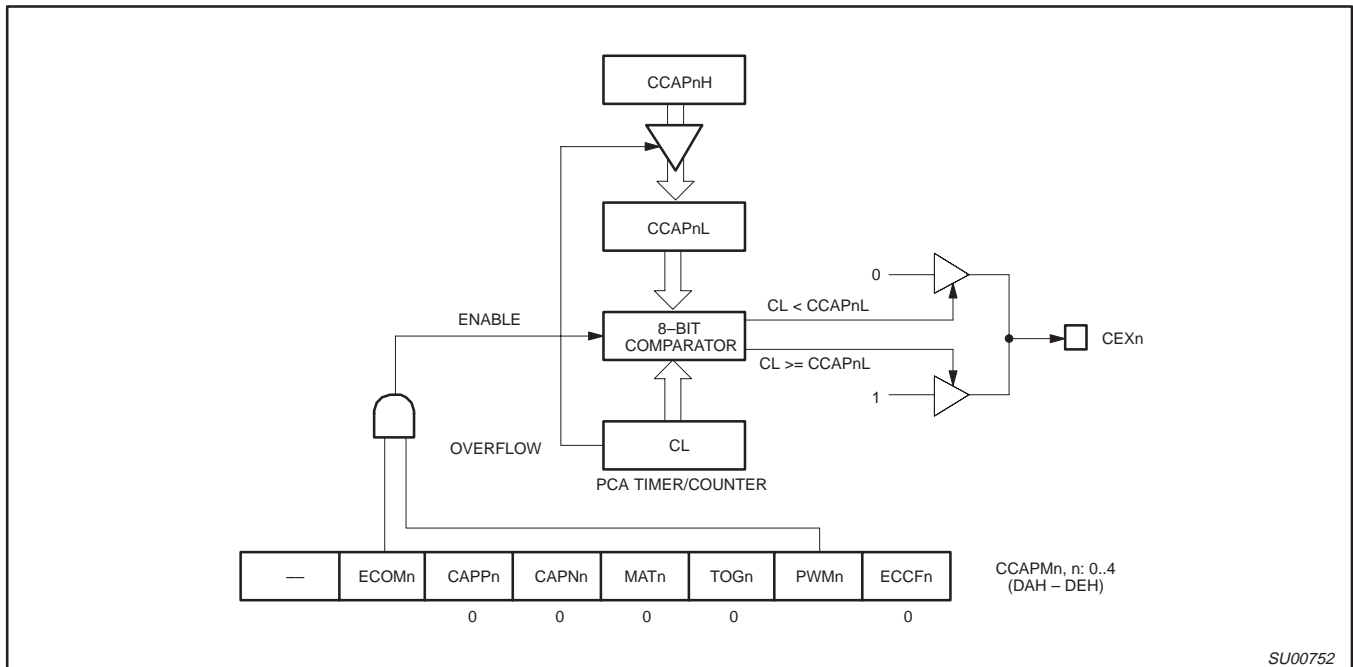 CCAPnH
CCAPnL
0
CL < CCAPnL
ENABLE
8–BIT
COMPARATOR
CEXn
CL >= CCAPnL
1
OVERFLOW
CL
PCA TIMER/COUNTER
— ECOMn CAPPn CAPNn MATn TOGn PWMn ECCFn
CCAPMn, n: 0..4
(DAH – DEH)
0 0 0 0 0
SU00752